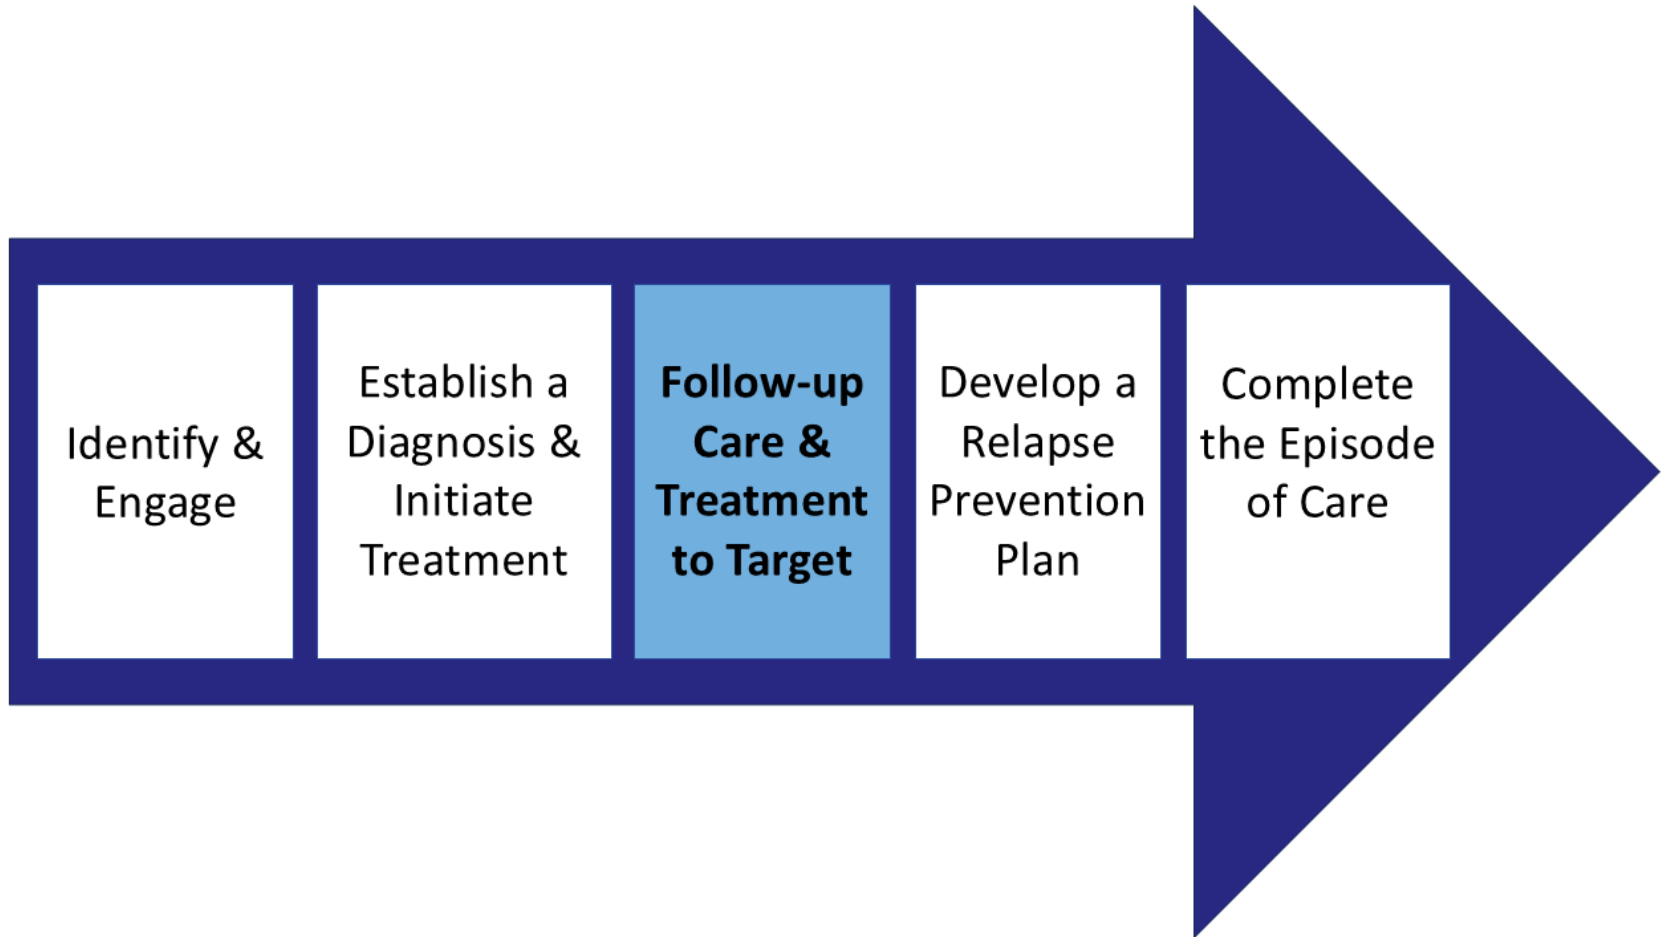 Identify &
Engage
Establish a
Diagnosis &
Initiate
Treatment
Follow-up
Care &
Treatment
to Target
Develop a
Relapse
Prevention
Plan
Complete
the Episode
of Care